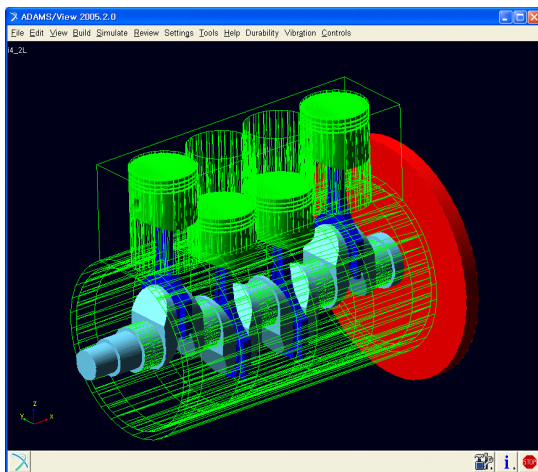 ADAMS/View 2005.2.0
File Edit View Build Simulate Review Settings Tools Help Durability Vibration Controls
i4_2L
Z
Y X
i
STOP